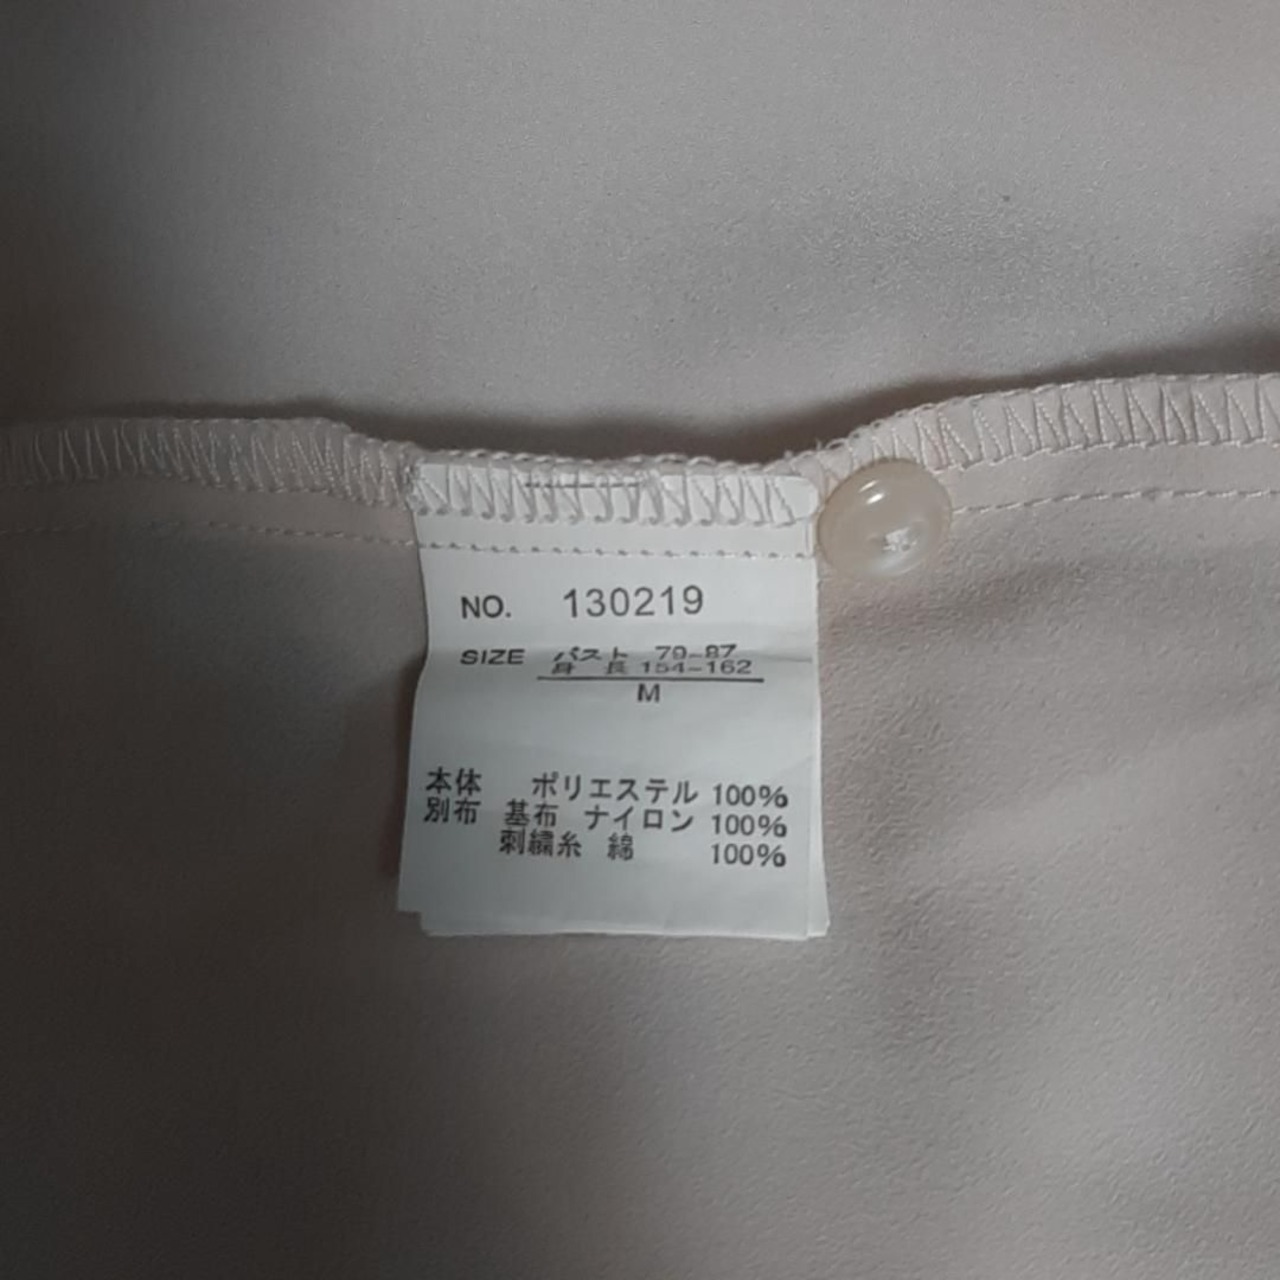 NO. 130219
SIZE バスト 79-87
身 長 154-162
M
本体 ポリエステル 100%
別布 基布 ナイロン 100%
刺繍糸 綿 100%